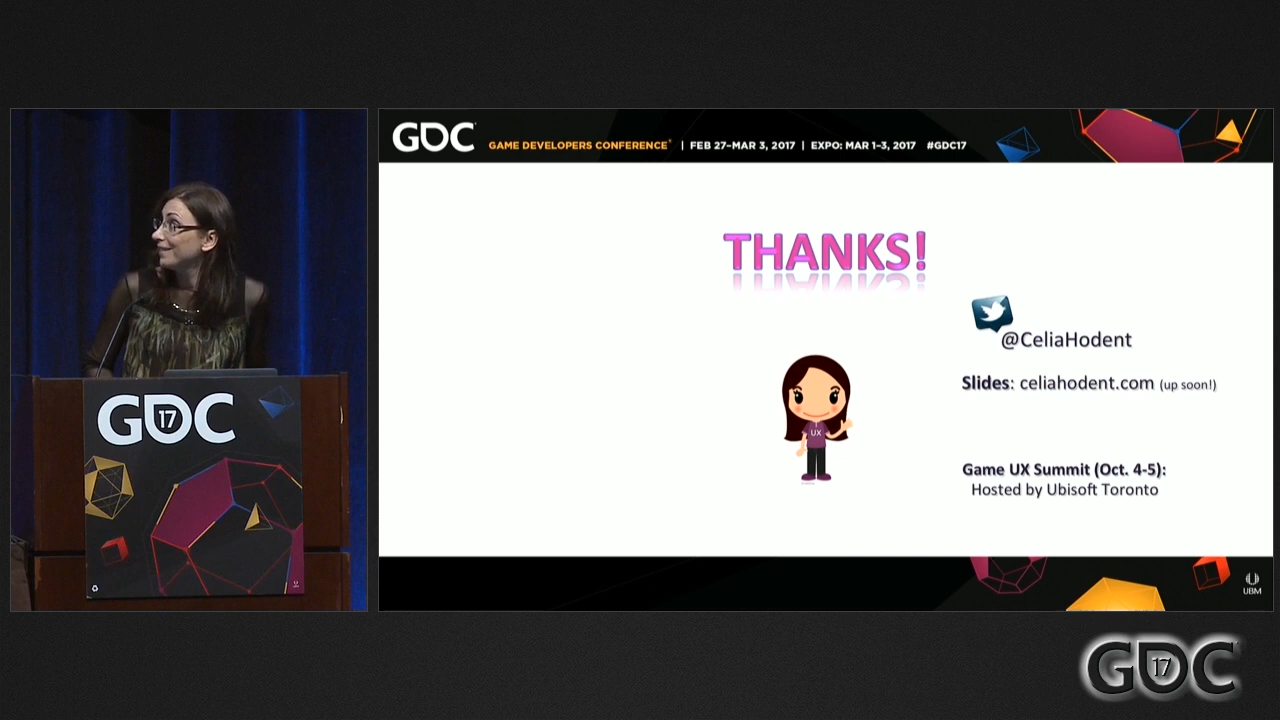 GDC
GAME DEVELOPERS CONFERENCE® | FEB 27–MAR 3, 2017 | EXPO: MAR 1–3, 2017 #GDC17
THANKS!
@CeliaHodent
Slides: celiahodent.com (up soon!)
UX
Game UX Summit (Oct. 4-5):
Hosted by Ubisoft Toronto
UBM
GDC
17
GDC
17